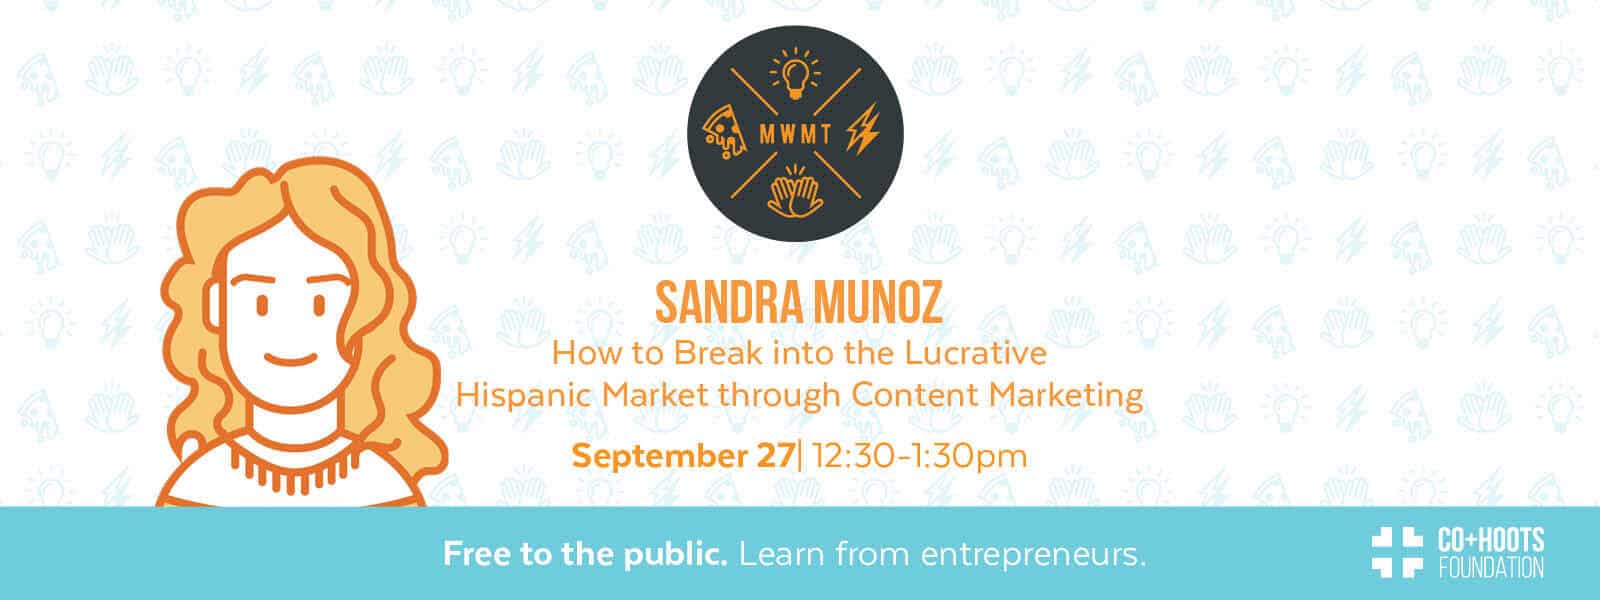 MWMT
SANDRA MUNOZ
How to Break into the Lucrative
Hispanic Market through Content Marketing
September 27| 12:30-1:30pm
Free to the public. Learn from entrepreneurs.
CO+HOOTS
FOUNDATION